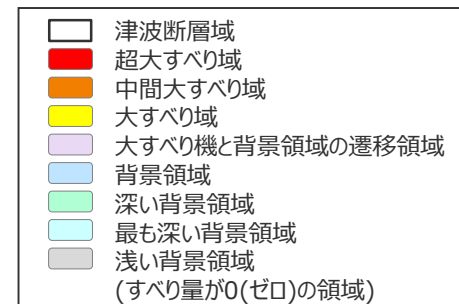 津波断層域
超大すべり域
中間大すべり域
大すべり域
大すべり機と背景領域の遷移領域
背景領域
深い背景領域
最も深い背景領域
浅い背景領域
(すべり量が0(ゼロ)の領域)